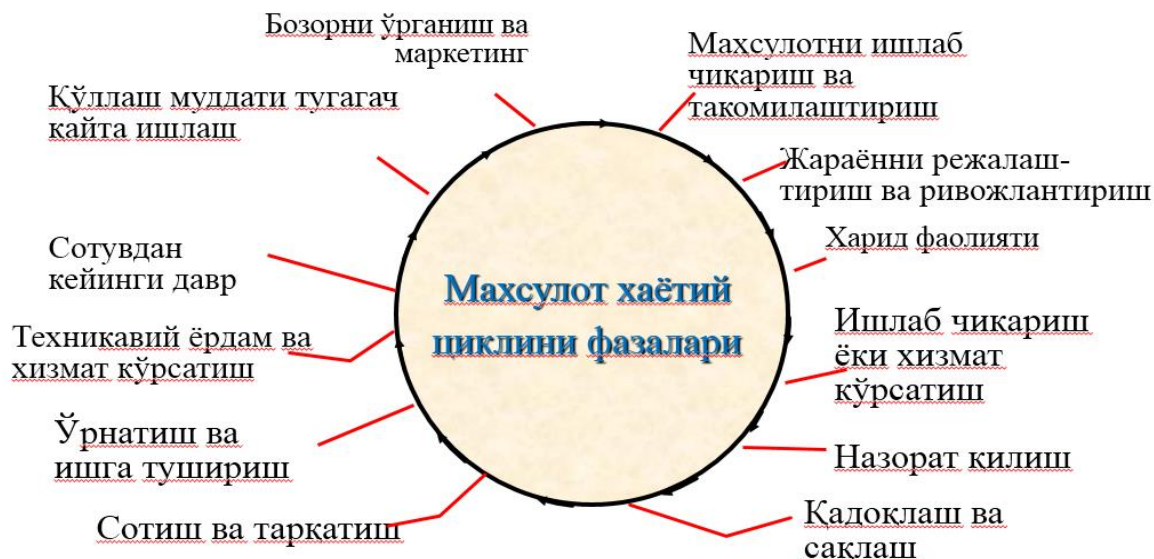 Бозорни ўрганиш ва
маркетинг
Маҳсулотни ишлаб
чиқариш ва
такомилаштириш
Жараённи режалаш-
тириш ва ривожлантириш
Харид фаолияти
Ишлаб чиқариш
ёки хизмат
кўрсатиш
Назорат қилиш
Қадоқлаш ва
сақлаш
Сотиш ва тарқатиш
Ўрнатиш ва
ишга тушириш
Техникавий ёрдам ва
хизмат кўрсатиш
Сотувдан
кейинги давр
Қўллаш муддати тугагач
қайта ишлаш
Махсулот хаётий
циклини фазалари